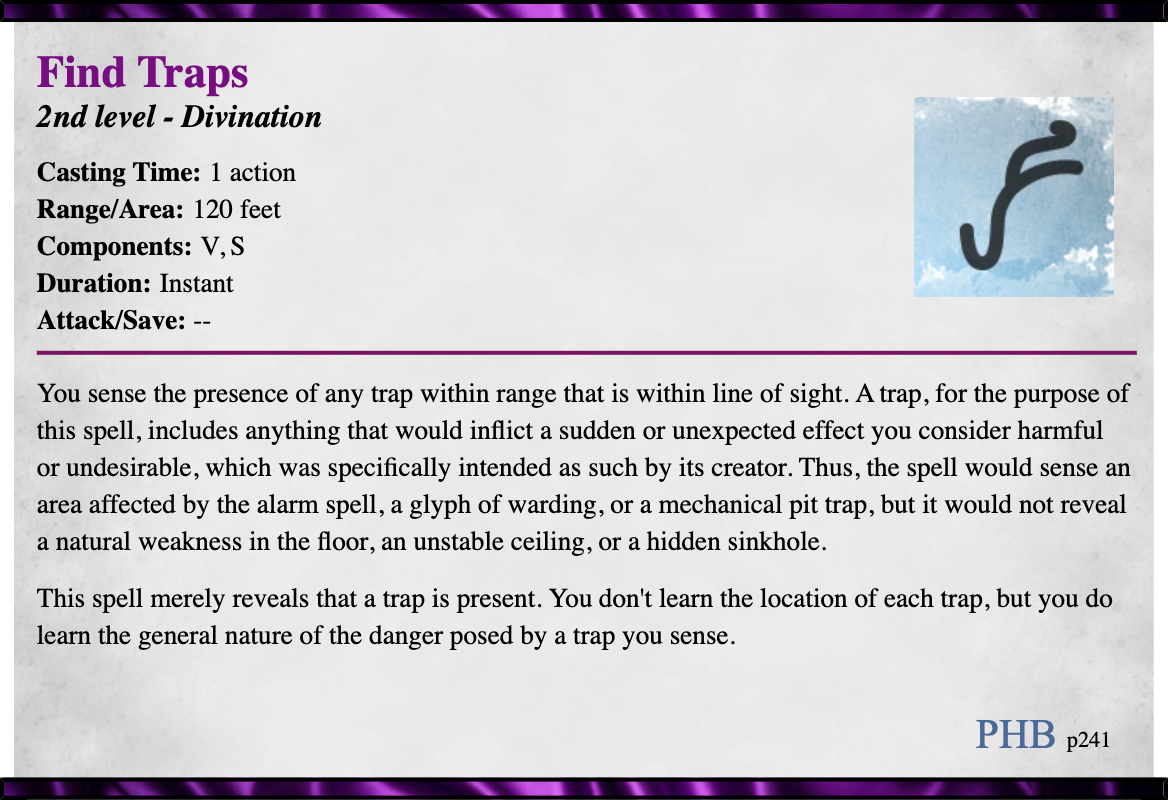 Find Traps
2nd level - Divination
Casting Time: 1 action
Range/Area: 120 feet
Components: V, S
Duration: Instant
Attack/Save: --
You sense the presence of any trap within range that is within line of sight. A trap, for the purpose of
this spell, includes anything that would inflict a sudden or unexpected effect you consider harmful
or undesirable, which was specifically intended as such by its creator. Thus, the spell would sense an
area affected by the alarm spell, a glyph of warding, or a mechanical pit trap, but it would not reveal
a natural weakness in the floor, an unstable ceiling, or a hidden sinkhole.
This spell merely reveals that a trap is present. You don't learn the location of each trap, but you do
learn the general nature of the danger posed by a trap you sense.
PHB p241